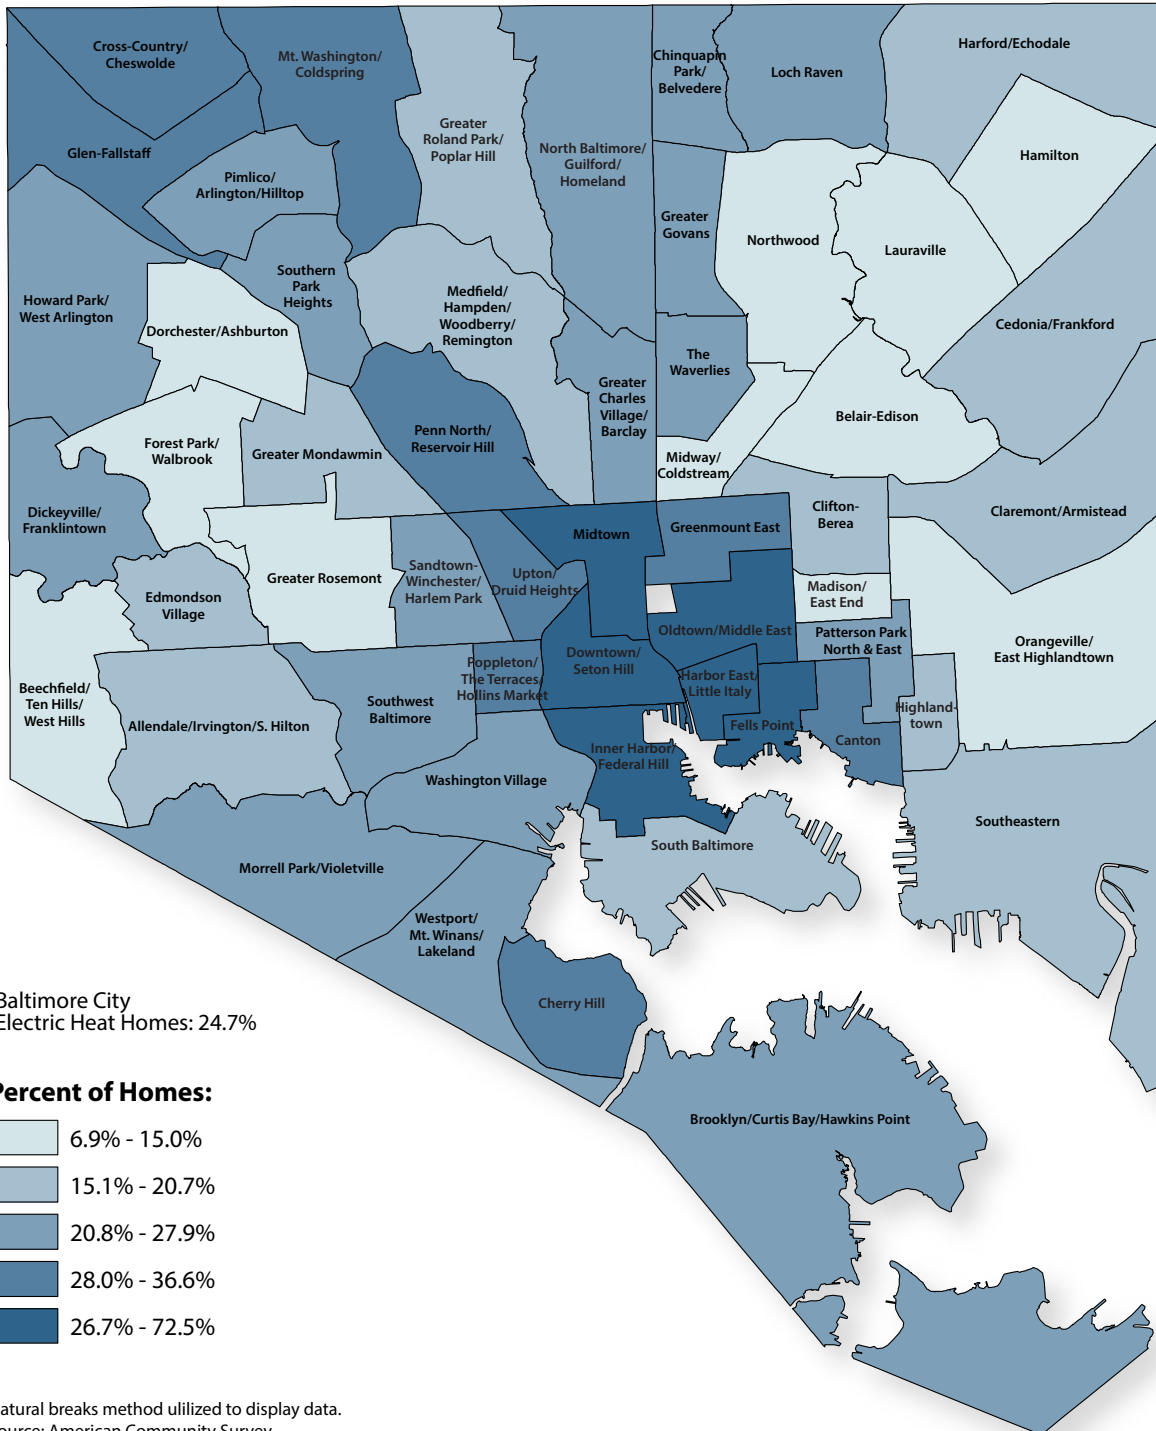 Cross-Country/
Cheswolde
Mt. Washington/
Coldspring
Greater
Roland Park/
Poplar Hill
North Baltimore/
Guilford/
Homeland
Chinquapin
Park/
Belvedere
Loch Raven
Harford/Echodale
Glen-Fallstaff
Pimlico/
Arlington/Hilltop
Hamilton
Greater
Govans
Northwood
Lauraville
Howard Park/
West Arlington
Southern
Park
Heights
Dorchester/Ashburton
Medfield/
Hampden/
Woodberry/
Remington
Cedonia/Frankford
The
Waverlies
Greater
Charles
Village/
Barclay
Belair-Edison
Forest Park/
Walbrook
Greater Mondawmin
Penn North/
Reservoir Hill
Midway/
Coldstream
Dickeyville/
Franklintown
Midtown
Greenmount East
Clifton-
Berea
Claremont/Armistead
Edmondson
Village
Greater Rosemont
Sandtown-
Winchester/
Harlem Park
Upton/
Druid Heights
Madison/
East End
Oldtown/Middle East
Patterson Park
North & East
Orangeville/
East Highlandtown
Beechfield/
Ten Hills/
West Hills
Allendale/Irvington/S. Hilton
Southwest
Baltimore
Poppleton/
The Terraces/
Hollins Market
Downtown/
Seton Hill
Harbor East/
Little Italy
Fells Point
Canton
Highland-
town
Inner Harbor/
Federal Hill
Washington Village
Southeastern
South Baltimore
Morrell Park/Violetville
Westport/
Mt. Winans/
Lakeland
Cherry Hill
Brooklyn/Curtis Bay/Hawkins Point
Baltimore City
Electric Heat Homes: 24.7%
Percent of Homes:
6.9% - 15.0%
15.1% - 20.7%
20.8% - 27.9%
28.0% - 36.6%
26.7% - 72.5%
atural breaks method ulilized to display data.
ource: American Community Survey